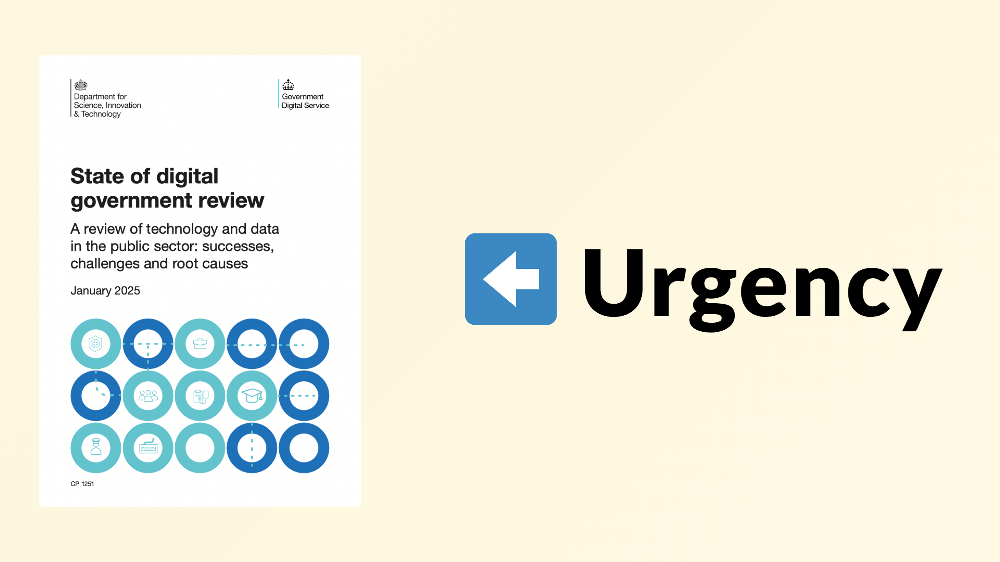 Department for
Science, Innovation
& Technology
Government
Digital Service
State of digital
government review
A review of technology and data
in the public sector: successes,
challenges and root causes
January 2025
CP 1251
Urgency